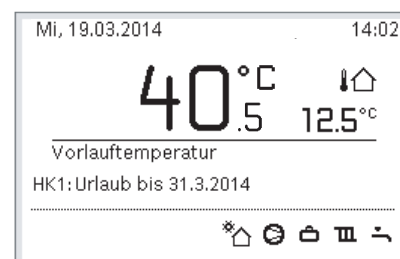 Mi, 19.03.2014 14:02
40.5 °C 12.5°C
Vorlauftemperatur
HK1: Urlaub bis 31.3.2014